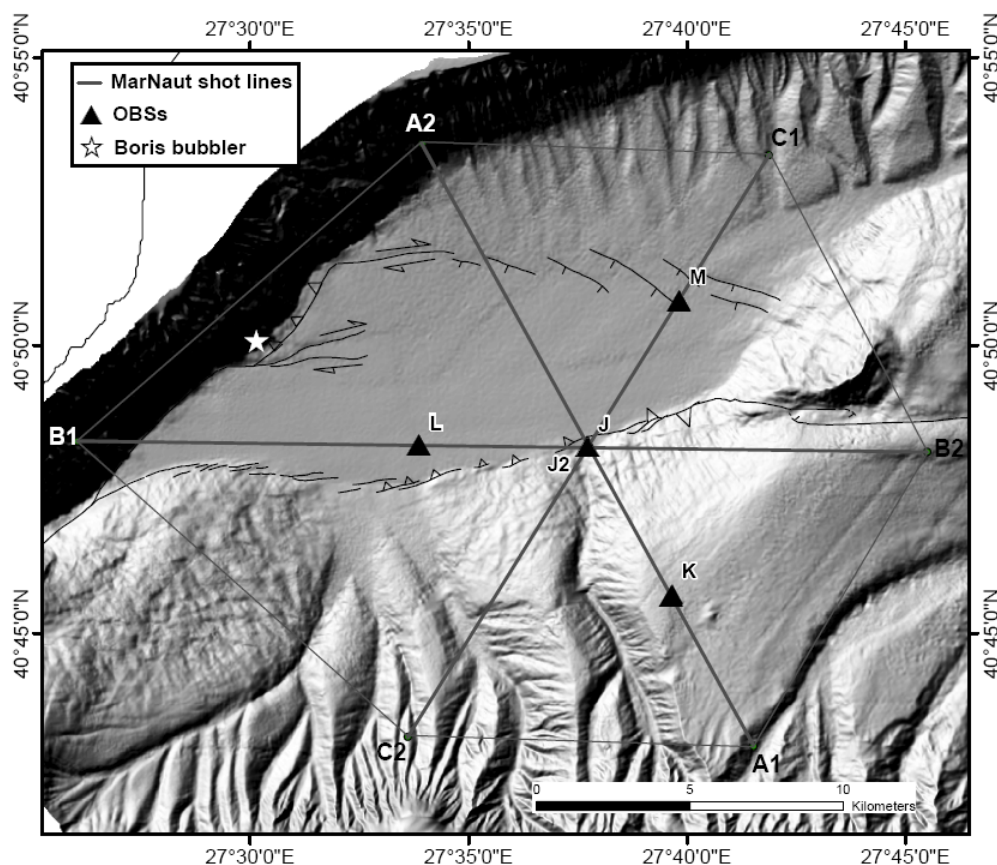 27°30'0"E 27°35'0"E 27°40'0"E 27°45'0"E
40°55'0"N 40°55'0"N
MarNaut shot lines
OBSs
Boris bubbler
A2
C1
M
40°50'0"N 40°50'0"N
L
J
B1
J2
B2
K
40°45'0"N 40°45'0"N
C2
A1
0 5 10
Kilometers
27°30'0"E 27°35'0"E 27°40'0"E 27°45'0"E